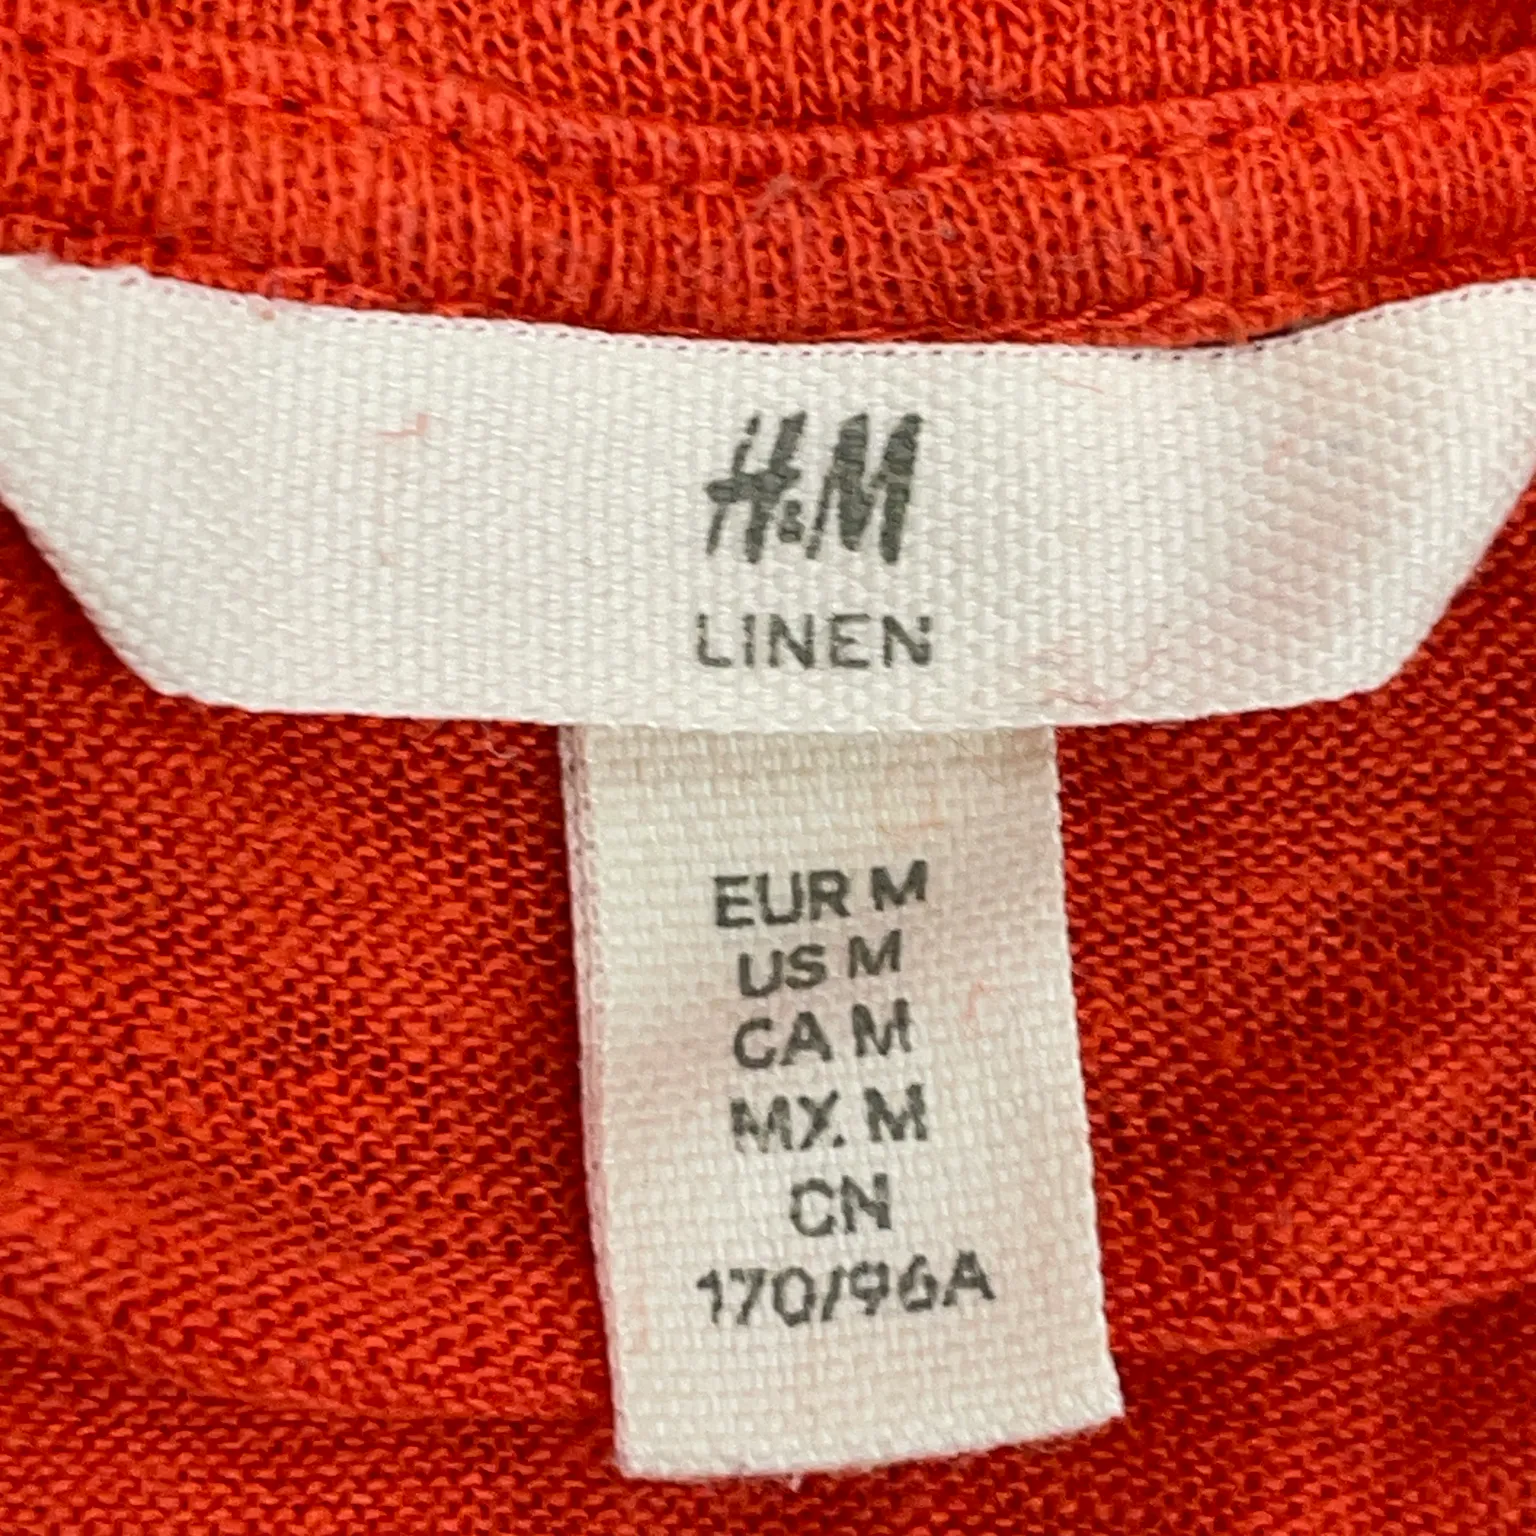 H&M
LINEN
EUR M
US M
CA M
MX M
CN
170/96A